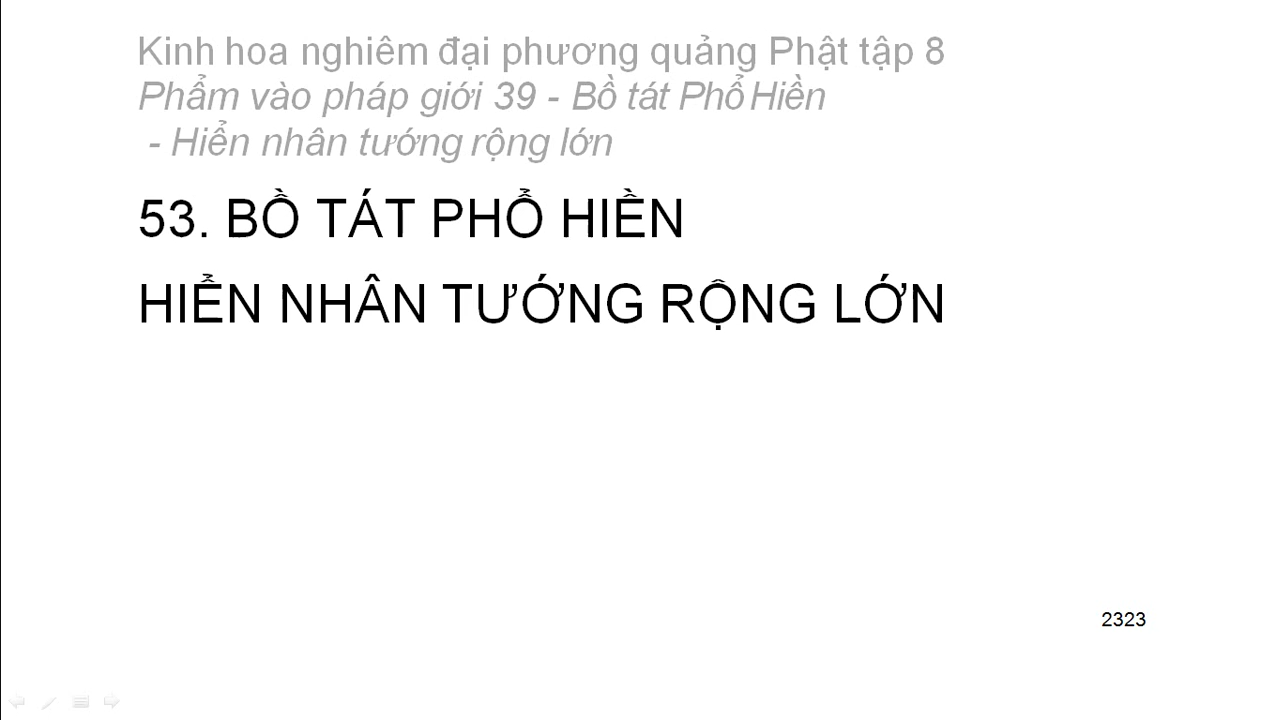 Kinh hoa nghiêm đại phương quảng Phật tập 8
Phẩm vào pháp giới 39 - Bồ tát Phổ Hiền
- Hiển nhân tướng rộng lớn
53. BỒ TÁT PHỔ HIỀN
HIỂN NHÂN TƯỚNG RỘNG LỚN
2323